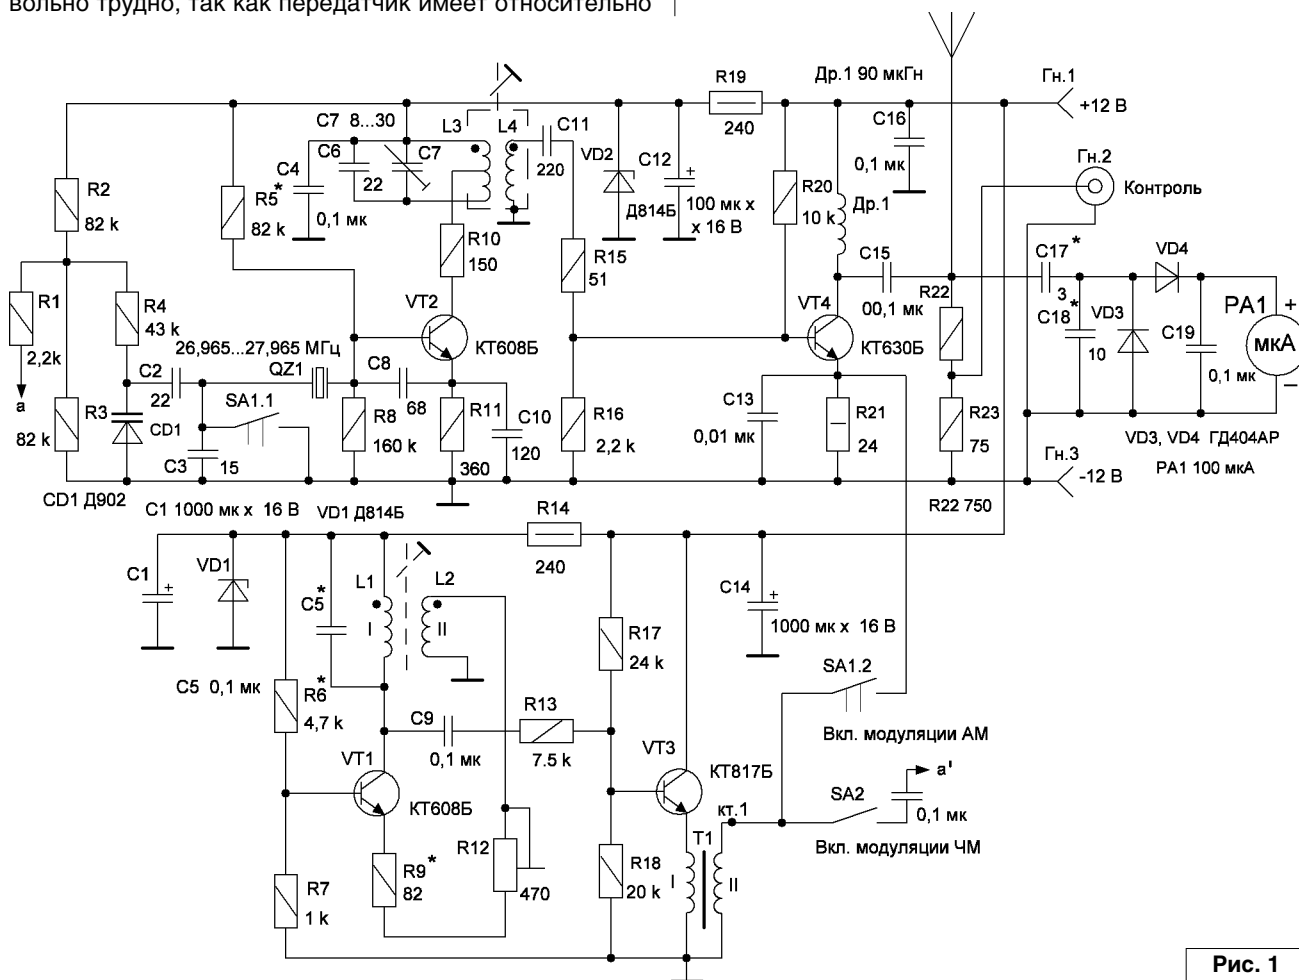 вольно трудно, так как передатчик имеет относительно
Др.1 90 мкГн
Гн.1
+12 В
R19
240
C7 8...30
L3
L4
C11
220
C16
0,1 мк
Гн.2
Контроль
C6
22
C7
C4
0,1 мк
VD2
Д814Б
C12
+
100 мк х
х 16 В
R20
10 k
Др.1
R2
82 k
R5*
82 k
R10
150
R15
51
C15
00,1 мк
C17*
3
VD4
R1
2,2k
a
R4
43 k
VT2
КТ608Б
VT4
КТ630Б
R22
C18*
10
VD3
C19
0,1 мк
PA1
+
мкА
–
26,965...27,965 МГц
C2
22
QZ1
C8
68
R3
82 k
CD1
SA1.1
C3
15
R8
160 k
R11
360
C10
120
R16
2,2 k
C13
0,01 мк
R21
24
R23
75
VD3, VD4 ГД404АР
PA1 100 мкА
Гн.3
-12 В
CD1 Д902
C1 1000 мк х 16 В
VD1 Д814Б
R14
240
R22 750
C1
+
VD1
C5*
L1
I
L2
II
C14
+
1000 мк х 16 В
R17
24 k
C5 0,1 мк
R6*
4,7 k
SA1.2
Вкл. модуляции АМ
C9
0,1 мк
R13
7.5 k
VT1
КТ608Б
VT3
КТ817Б
кт.1
SA2
a'
0,1 мк
Вкл. модуляции ЧМ
R7
1 k
R9*
82
R12
470
R18
20 k
T1
I
II
Рис. 1